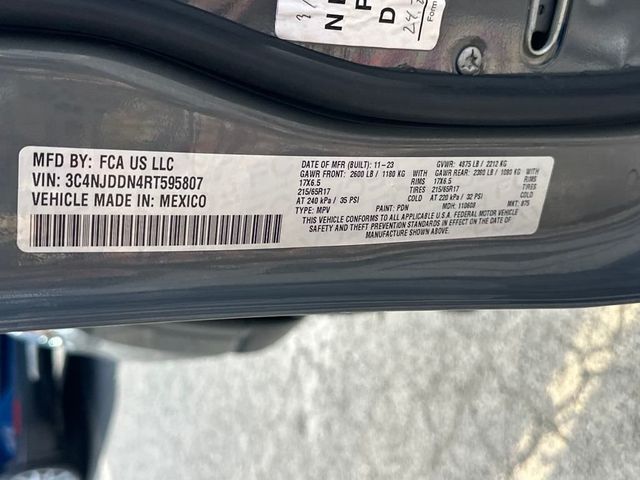 MFD BY: FCA US LLC
VIN: 3C4NJDDN4RT595807
VEHICLE MADE IN: MEXICO
DATE OF MFR (BUILT): 11-23 GVWR: 4875 LB / 2212 KG
GAWR FRONT: 2600 LB / 1180 KG GAWR REAR: 2380 LB / 1080 KG
17X6.5 RIMS 17X6.5 RIMS
215/65R17 TIRES 215/65R17 TIRES
AT 240 kPa / 35 PSI COLD AT 220 kPa / 32 PSI COLD
TYPE: MPV PAINT: PDN MDH: 110608 MKT: 875
THIS VEHICLE CONFORMS TO ALL APPLICABLE U.S.A. FEDERAL MOTOR VEHICLE
SAFETY AND THEFT PREVENTION STANDARDS IN EFFECT ON THE DATE OF
MANUFACTURE SHOWN ABOVE.